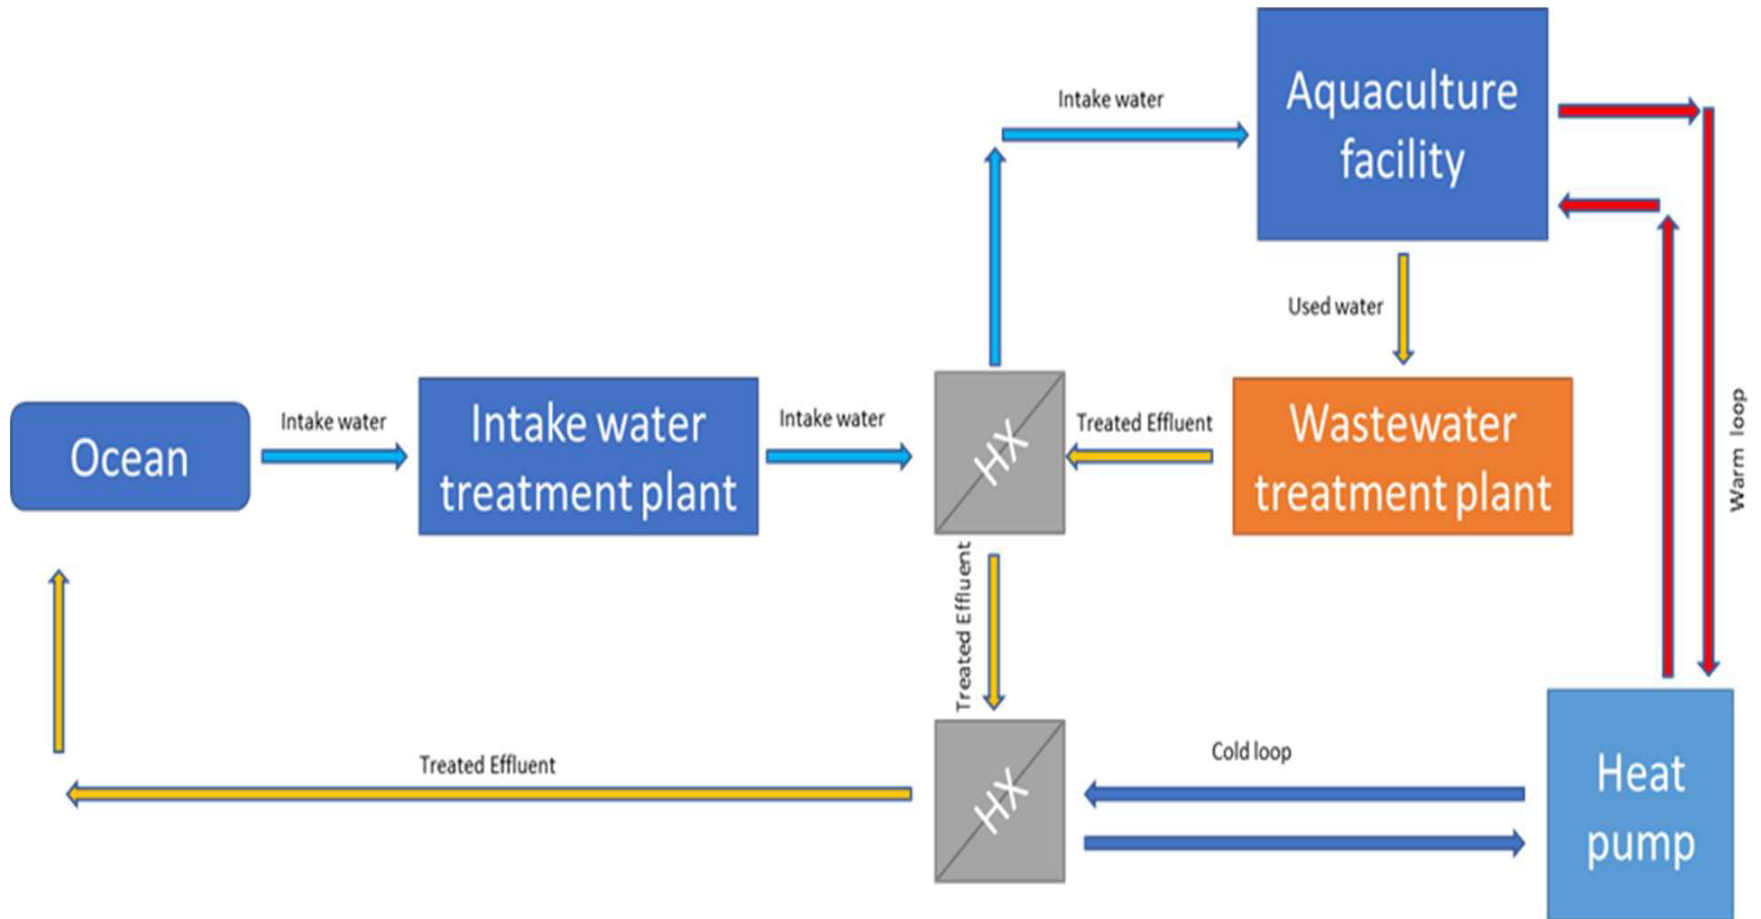 Aquaculture
facility
Intake water
Used water
Ocean
Intake water
Intake water
treatment plant
Intake water
HX
Treated Effluent
Wastewater
treatment plant
Warm loop
Treated Effluent
Treated Effluent
HX
Cold loop
Heat
pump